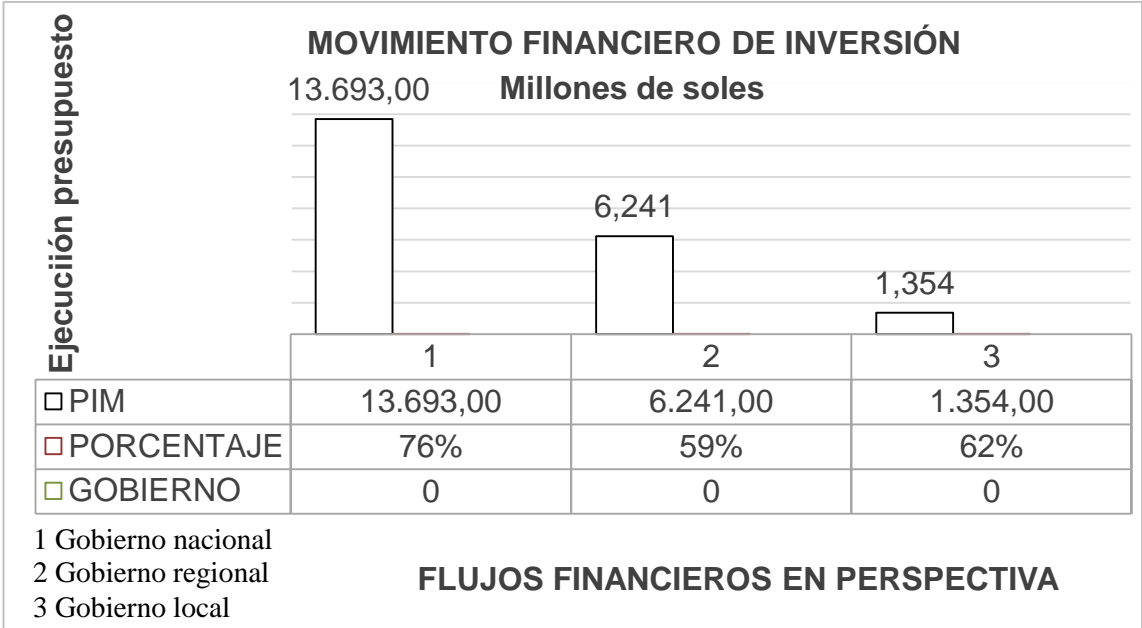 Ejecuciión presupuesto
MOVIMIENTO FINANCIERO DE INVERSIÓN
Millones de soles
13.693,00
6,241
1,354
1 2 3
PIM 13.693,00 6.241,00 1.354,00
PORCENTAJE 76% 59% 62%
GOBIERNO 0 0 0
1 Gobierno nacional
2 Gobierno regional
3 Gobierno local
FLUJOS FINANCIEROS EN PERSPECTIVA